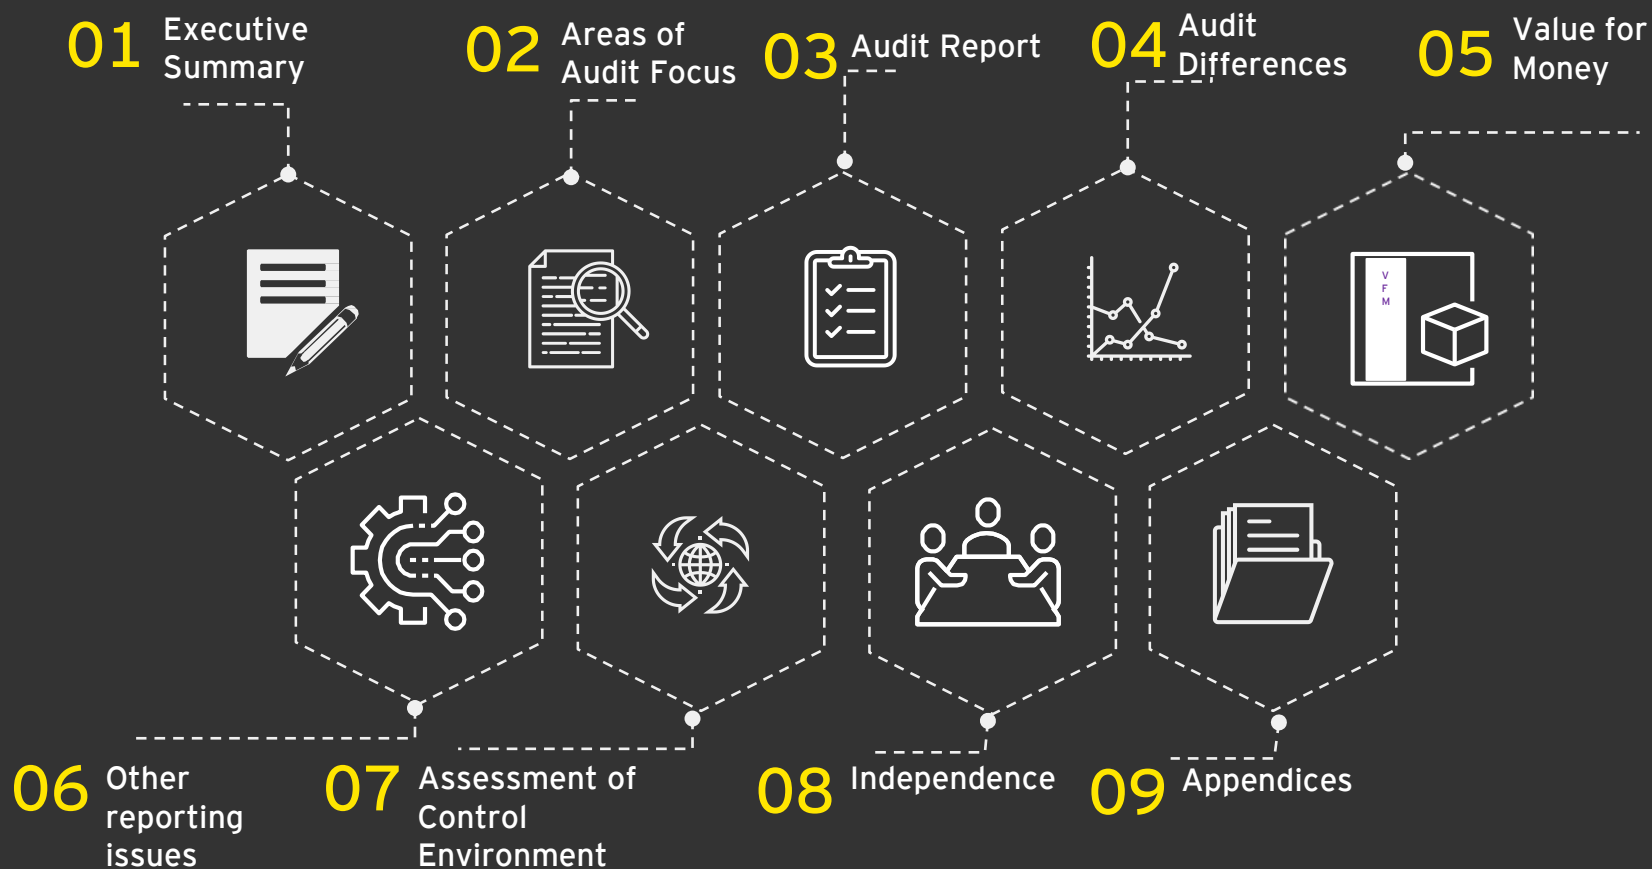 01
Executive
Summary
02
Areas of
Audit Focus
03
Audit Report
04
Audit
Differences
05
Value for
Money
V
F
M
06
Other
reporting
issues
07
Assessment of
Control
Environment
08
Independence
09
Appendices